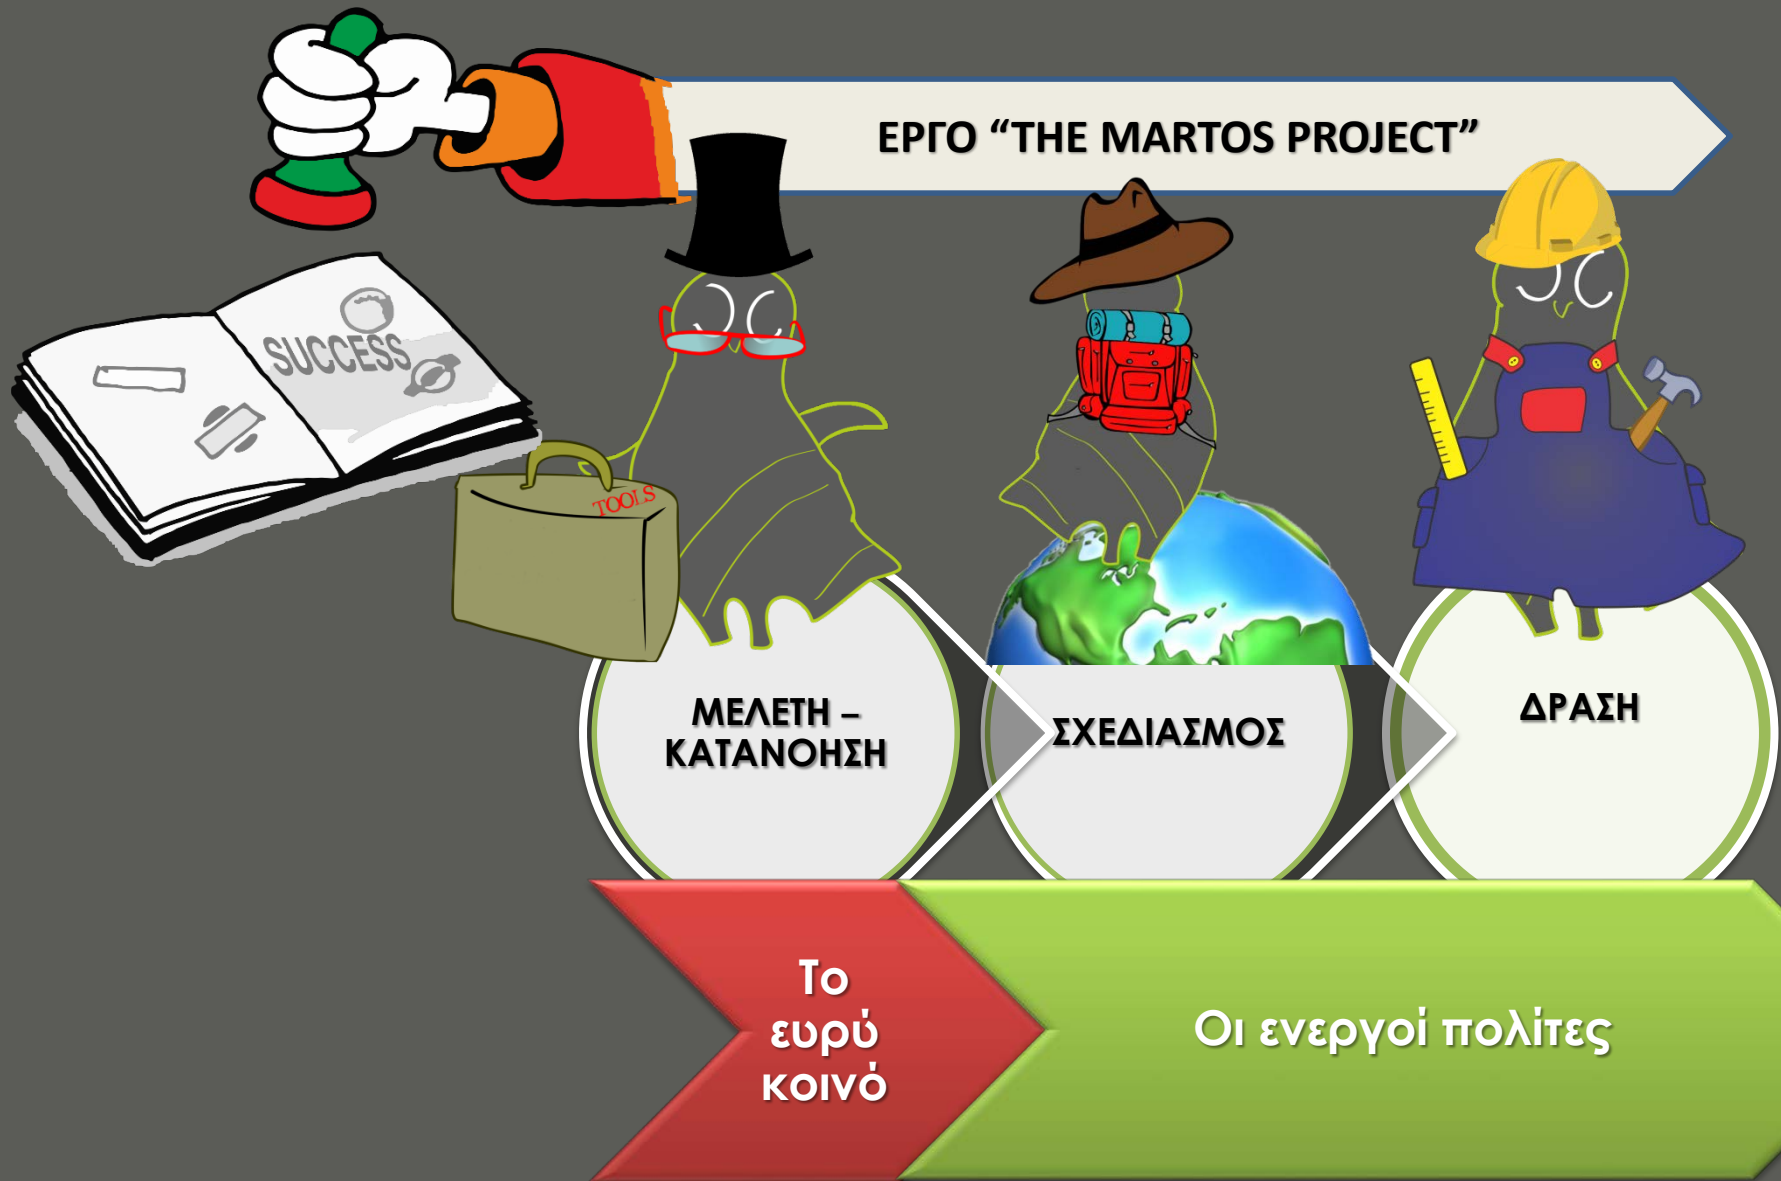 ΕΡΓΟ “THE MARTOS PROJECT”
SUCCESS
TOOLS
ΜΕΛΕΤΗ –
ΚΑΤΑΝΟΗΣΗ
ΣΧΕΔΙΑΣΜΟΣ
ΔΡΑΣΗ
Το
ευρύ
κοινό
Οι ενεργοί πολίτες